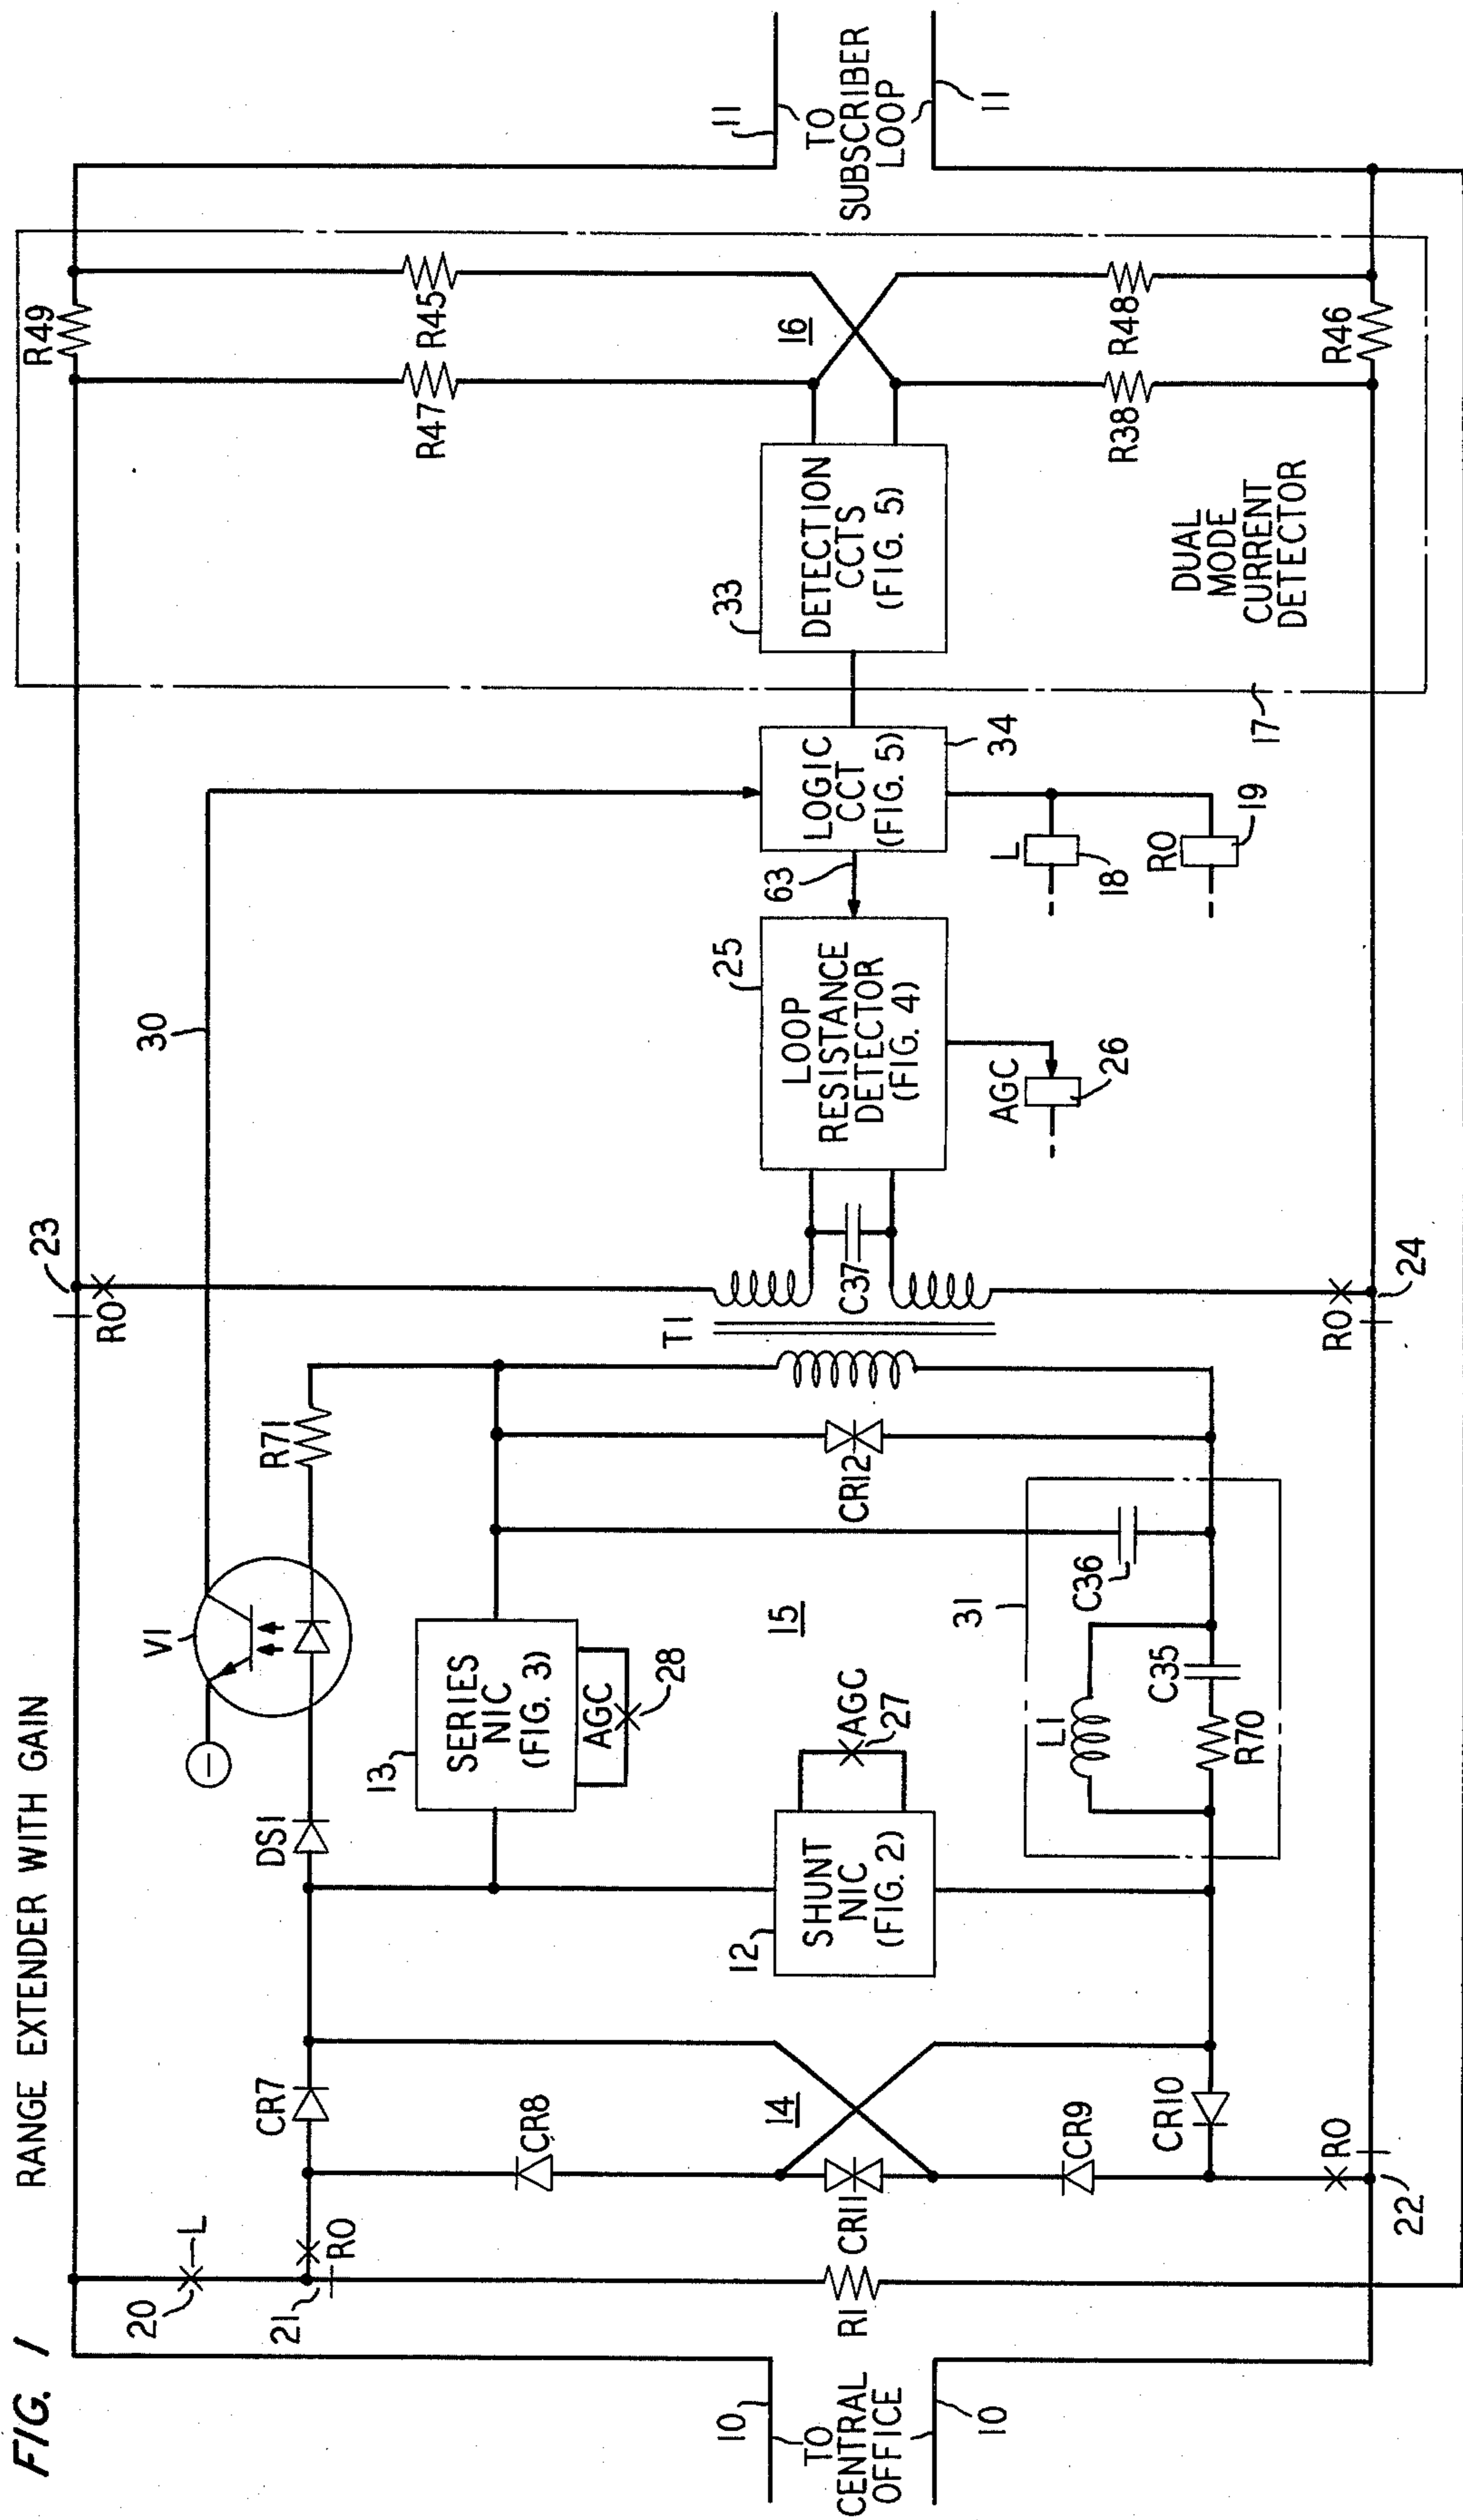 FIG. 1
RANGE EXTENDER WITH GAIN
10
TO
CENTRAL
OFFICE
10
20
L
21
RO
R1
CR7
CR8
14
CR11
CR9
CR10
RO
22
DS1
V1
R71
30
13
SERIES
NIC
(FIG. 3)
AGC
28
12
SHUNT
NIC
(FIG. 2)
AGC
27
15
31
L1
C35
R70
C36
CR12
T1
23
RO
C37
RO
24
25
LOOP
RESISTANCE
DETECTOR
(FIG. 4)
AGC
26
63
LOGIC
CCT
(FIG. 5)
34
L
18
RO
19
17
33
DETECTION
CCTS
(FIG. 5)
DUAL
MODE
CURRENT
DETECTOR
R49
R47
R45
16
R38
R48
R46
11
TO
SUBSCRIBER
LOOP
11